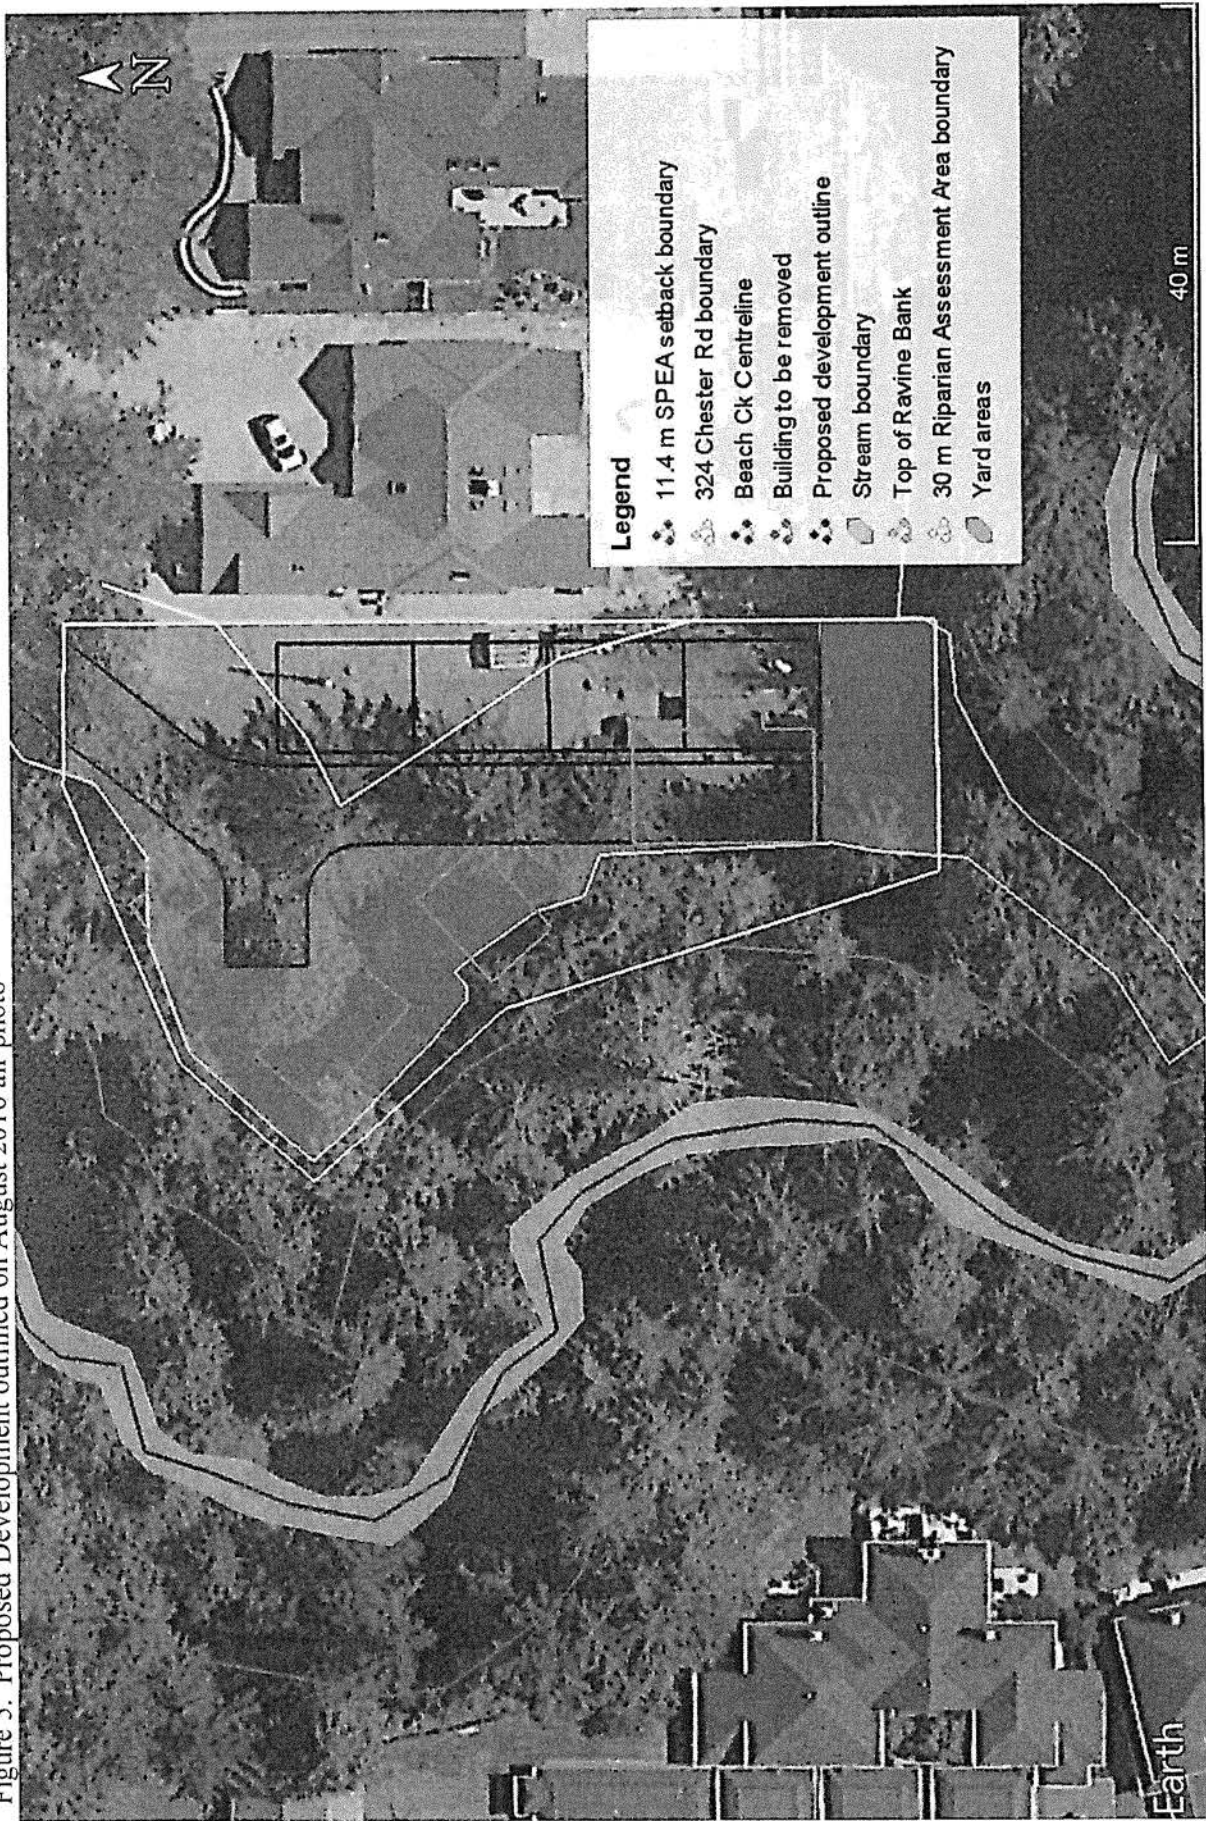 Figure 5. Proposed Development outlined on August 2016 air photo
N
Legend
11.4 m SPEA setback boundary
324 Chester Rd boundary
Beach Ck Centreline
Building to be removed
Proposed development outline
Stream boundary
Top of Ravine Bank
30 m Riparian Assessment Area boundary
Yard areas
40 m
Earth